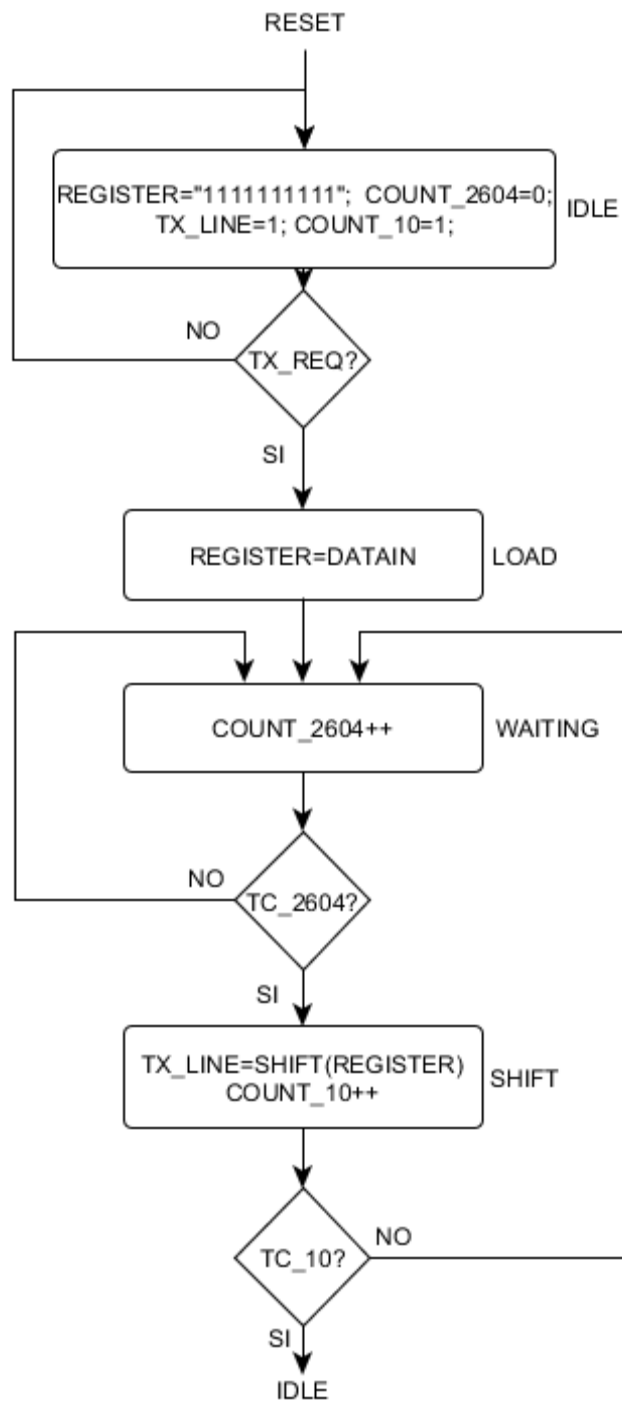 RESET
REGISTER="1111111111"; COUNT_2604=0;
TX_LINE=1; COUNT_10=1;
IDLE
NO
TX_REQ?
SI
REGISTER=DATAIN
LOAD
COUNT_2604++
WAITING
NO
TC_2604?
SI
TX_LINE=SHIFT(REGISTER)
COUNT_10++
SHIFT
NO
TC_10?
SI
IDLE